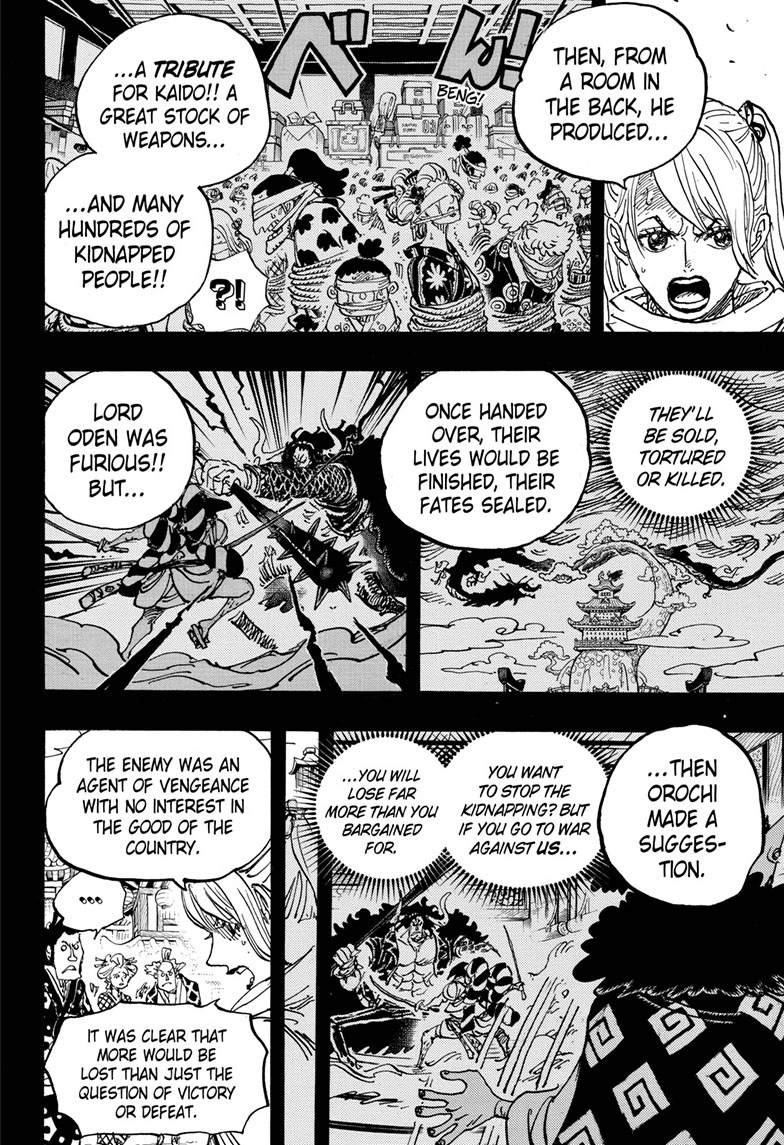 THEN, FROM
A ROOM IN
THE BACK, HE
PRODUCED...
べんっ!
BENG!
...A TRIBUTE
FOR KAIDO!! A
GREAT STOCK OF
WEAPONS...
...AND MANY
HUNDREDS OF
KIDNAPPED
PEOPLE!!
?!
THEY'LL
BE SOLD,
TORTURED
OR KILLED.
ONCE HANDED
OVER, THEIR
LIVES WOULD BE
FINISHED, THEIR
FATES SEALED.
LORD
ODEN WAS
FURIOUS!!
BUT...
...THEN
OROCHI
MADE A
SUGGES-
TION.
YOU WANT
TO STOP THE
KIDNAPPING? BUT
IF YOU GO TO WAR
AGAINST US...
...YOU WILL
LOSE FAR
MORE THAN YOU
BARGAINED
FOR.
THE ENEMY WAS AN
AGENT OF VENGEANCE
WITH NO INTEREST IN
THE GOOD OF THE
COUNTRY.
...
IT WAS CLEAR THAT
MORE WOULD BE
LOST THAN JUST THE
QUESTION OF VICTORY
OR DEFEAT.